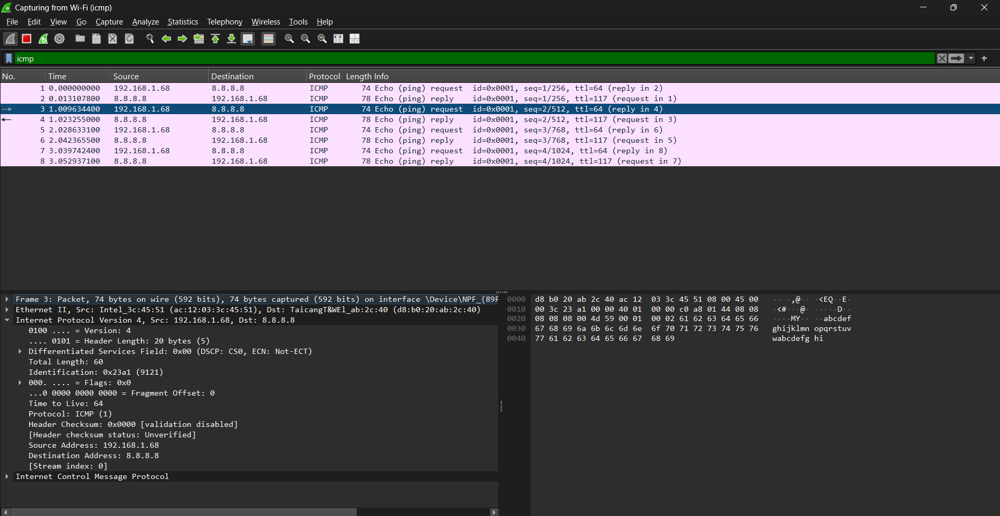 Capturing from Wi-Fi (icmp)
File Edit View Go Capture Analyze Statistics Telephony Wireless Tools Help
icmp
No. Time Source Destination Protocol Length Info
1 0.000000000 192.168.1.68 8.8.8.8 ICMP 74 Echo (ping) request id=0x0001, seq=1/256, ttl=64 (reply in 2)
2 0.013107800 8.8.8.8 192.168.1.68 ICMP 78 Echo (ping) reply id=0x0001, seq=1/256, ttl=117 (request in 1)
3 1.009634400 192.168.1.68 8.8.8.8 ICMP 74 Echo (ping) request id=0x0001, seq=2/512, ttl=64 (reply in 4)
4 1.023255000 8.8.8.8 192.168.1.68 ICMP 78 Echo (ping) reply id=0x0001, seq=2/512, ttl=117 (request in 3)
5 2.028633100 192.168.1.68 8.8.8.8 ICMP 74 Echo (ping) request id=0x0001, seq=3/768, ttl=64 (reply in 6)
6 2.042365500 8.8.8.8 192.168.1.68 ICMP 78 Echo (ping) reply id=0x0001, seq=3/768, ttl=117 (request in 5)
7 3.039742400 192.168.1.68 8.8.8.8 ICMP 74 Echo (ping) request id=0x0001, seq=4/1024, ttl=64 (reply in 8)
8 3.052937100 8.8.8.8 192.168.1.68 ICMP 78 Echo (ping) reply id=0x0001, seq=4/1024, ttl=117 (request in 7)
Frame 3: Packet, 74 bytes on wire (592 bits), 74 bytes captured (592 bits) on interface \Device\NPF_{89F
Ethernet II, Src: Intel_3c:45:51 (ac:12:03:3c:45:51), Dst: TaicangT&WEl_ab:2c:40 (d8:b0:20:ab:2c:40)
Internet Protocol Version 4, Src: 192.168.1.68, Dst: 8.8.8.8
0100 .... = Version: 4
.... 0101 = Header Length: 20 bytes (5)
Differentiated Services Field: 0x00 (DSCP: CS0, ECN: Not-ECT)
Total Length: 60
Identification: 0x23a1 (9121)
000. .... = Flags: 0x0
...0 0000 0000 0000 = Fragment Offset: 0
Time to Live: 64
Protocol: ICMP (1)
Header Checksum: 0x0000 [validation disabled]
[Header checksum status: Unverified]
Source Address: 192.168.1.68
Destination Address: 8.8.8.8
[Stream index: 0]
Internet Control Message Protocol
0000 d8 b0 20 ab 2c 40 ac 12 03 3c 45 51 08 00 45 00 ·· ·,@·· ·<EQ··E·
0010 00 3c 23 a1 00 00 40 01 00 00 c0 a8 01 44 08 08 ·<#···@· ·····D··
0020 08 08 08 00 4d 59 00 01 00 02 61 62 63 64 65 66 ····MY·· ··abcdef
0030 67 68 69 6a 6b 6c 6d 6e 6f 70 71 72 73 74 75 76 ghijklmn opqrstuv
0040 77 61 62 63 64 65 66 67 68 69 wabcdefg hi